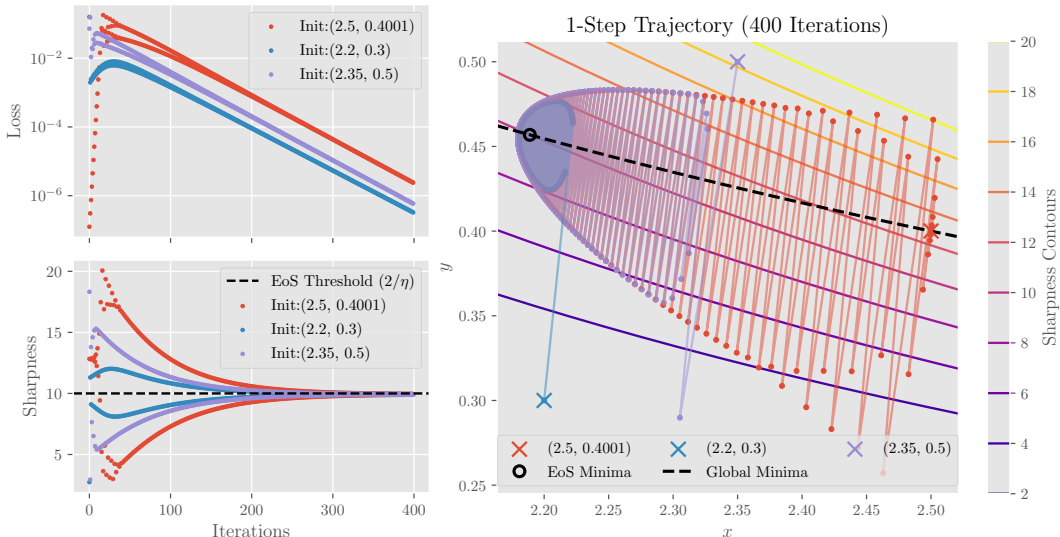 10⁻²
10⁻⁴
10⁻⁶
Loss
Init:(2.5, 0.4001)
Init:(2.2, 0.3)
Init:(2.35, 0.5)
20
15
10
5
Sharpness
EoS Threshold (2/η)
Init:(2.5, 0.4001)
Init:(2.2, 0.3)
Init:(2.35, 0.5)
0 100 200 300 400
Iterations
1-Step Trajectory (400 Iterations)
0.50
0.45
0.40
0.35
0.30
0.25
y
(2.5, 0.4001) (2.2, 0.3) (2.35, 0.5)
EoS Minima Global Minima
2.20 2.25 2.30 2.35 2.40 2.45 2.50
x
20
18
16
14
12
10
8
6
4
2
Sharpness Contours